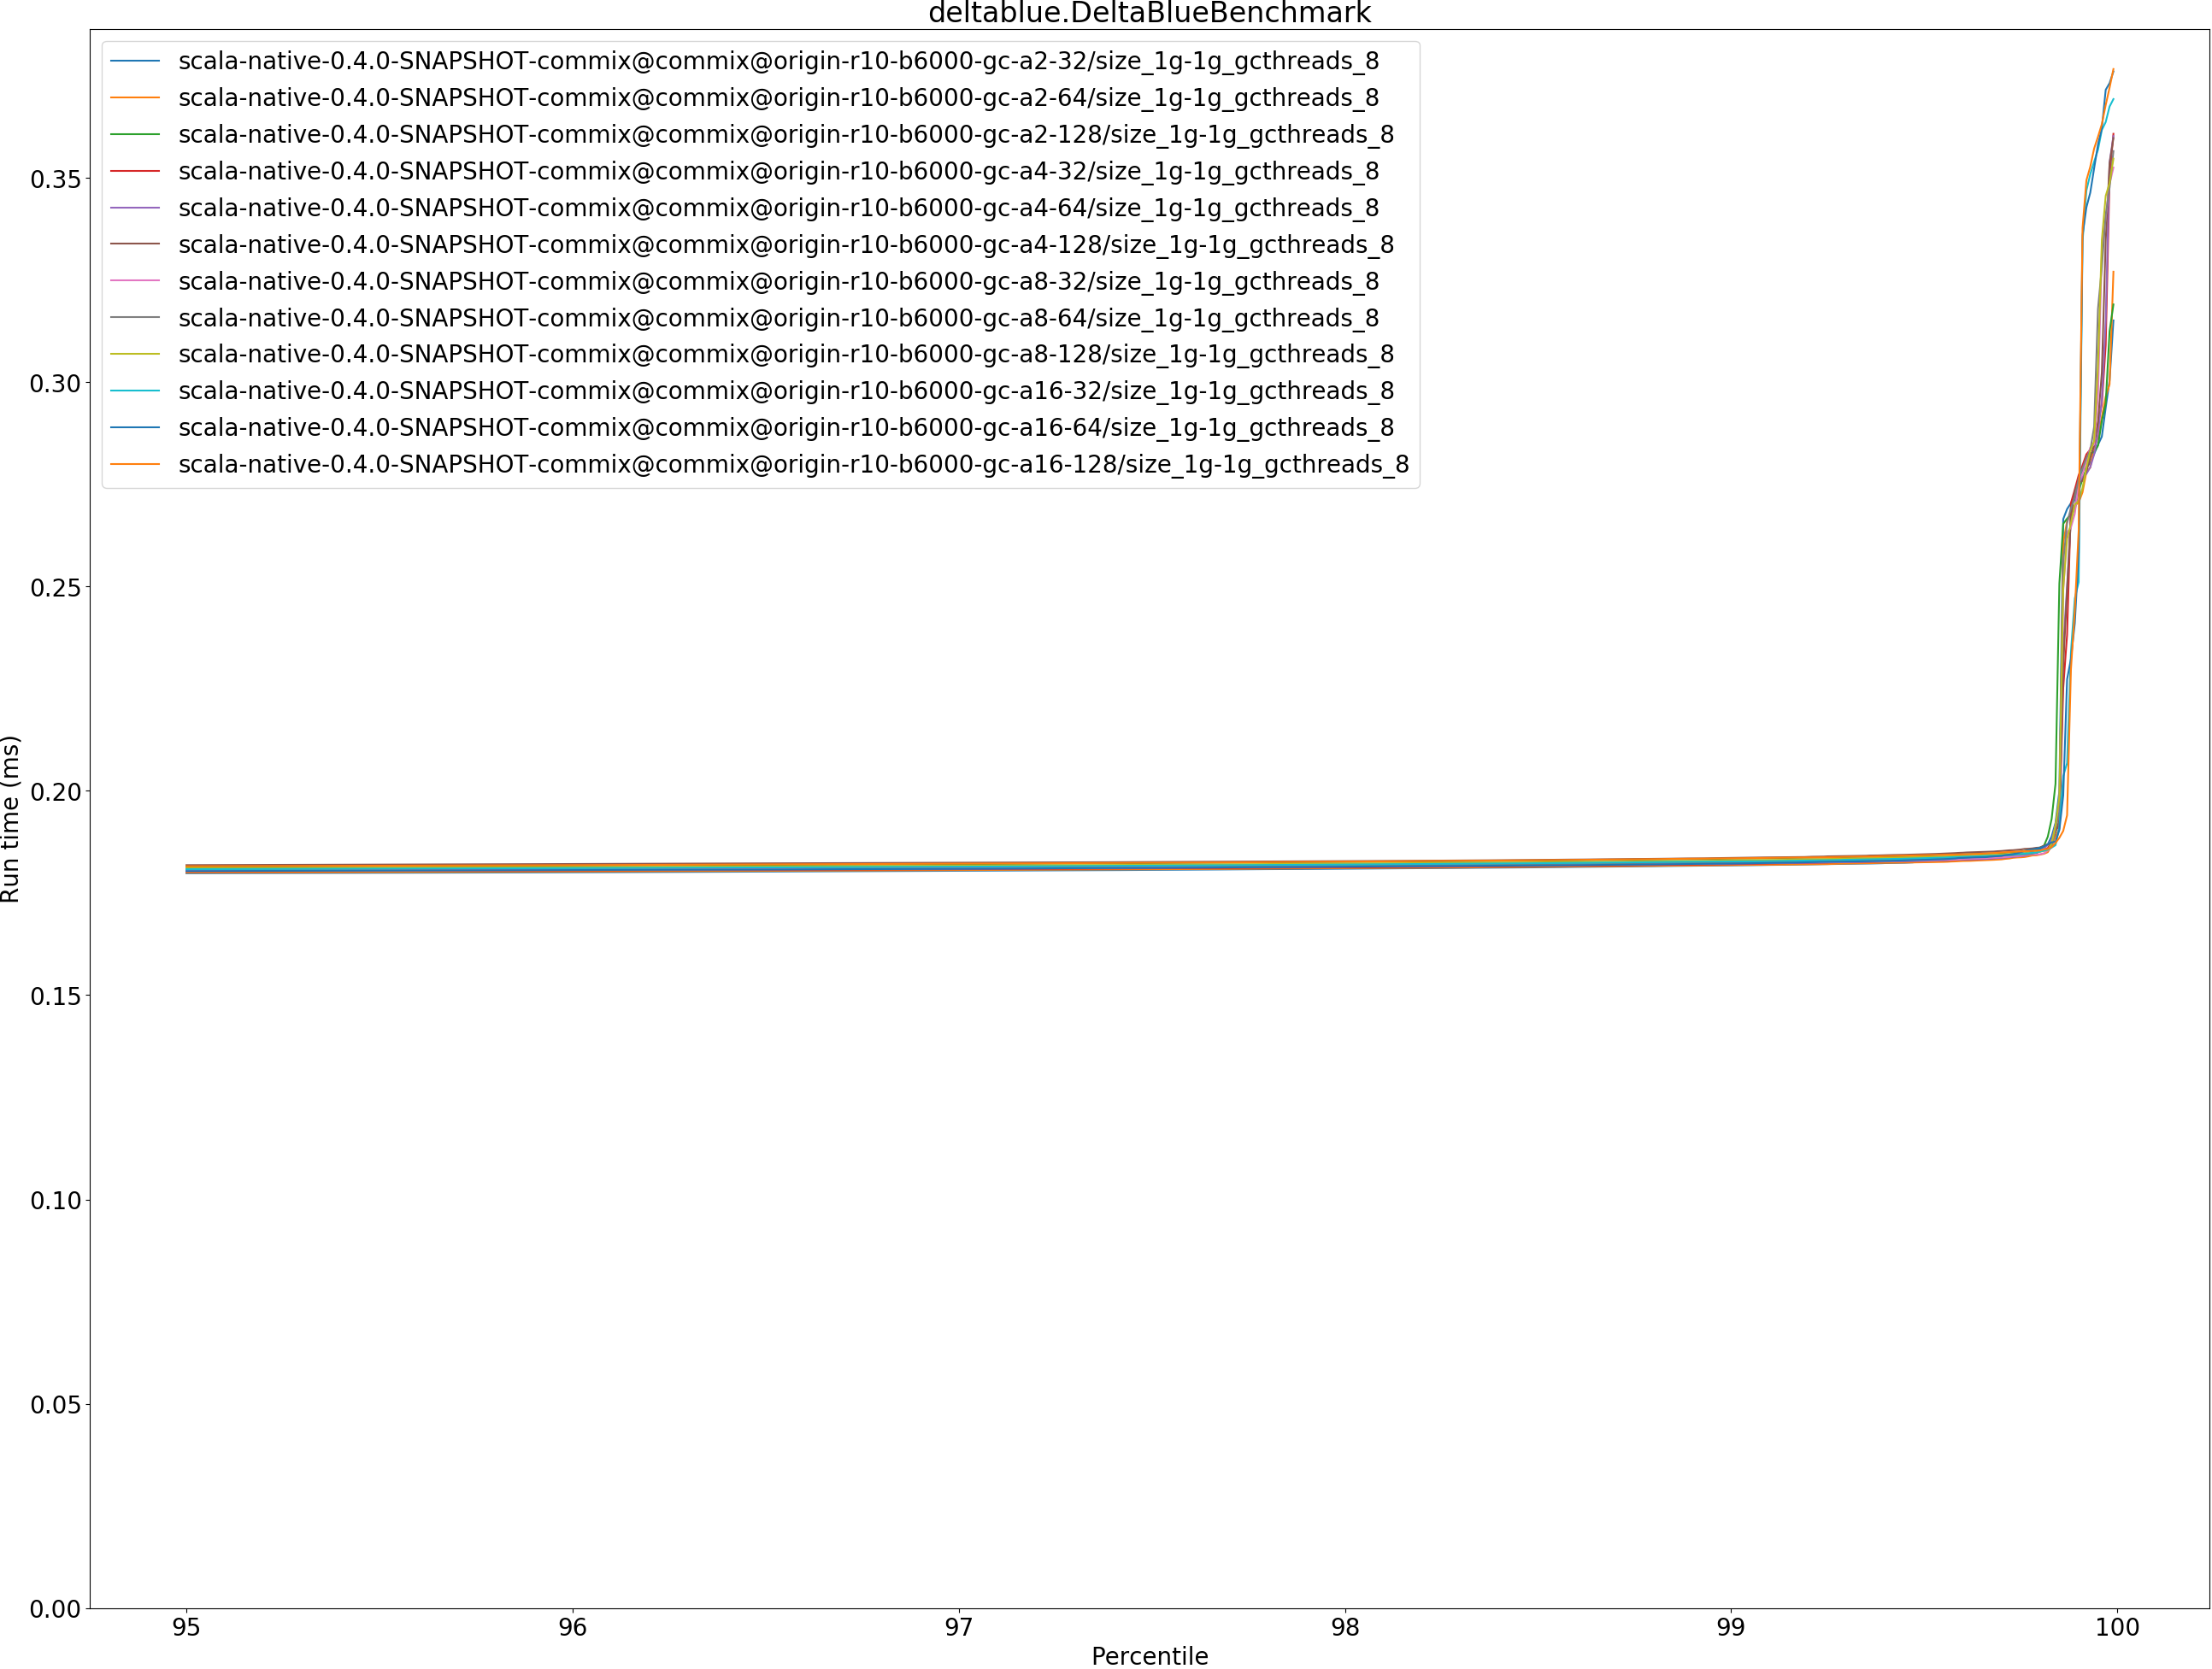 deltablue.DeltaBlueBenchmark
scala-native-0.4.0-SNAPSHOT-commix@commix@origin-r10-b6000-gc-a2-32/size_1g-1g_gcthreads_8
scala-native-0.4.0-SNAPSHOT-commix@commix@origin-r10-b6000-gc-a2-64/size_1g-1g_gcthreads_8
scala-native-0.4.0-SNAPSHOT-commix@commix@origin-r10-b6000-gc-a2-128/size_1g-1g_gcthreads_8
scala-native-0.4.0-SNAPSHOT-commix@commix@origin-r10-b6000-gc-a4-32/size_1g-1g_gcthreads_8
scala-native-0.4.0-SNAPSHOT-commix@commix@origin-r10-b6000-gc-a4-64/size_1g-1g_gcthreads_8
scala-native-0.4.0-SNAPSHOT-commix@commix@origin-r10-b6000-gc-a4-128/size_1g-1g_gcthreads_8
scala-native-0.4.0-SNAPSHOT-commix@commix@origin-r10-b6000-gc-a8-32/size_1g-1g_gcthreads_8
scala-native-0.4.0-SNAPSHOT-commix@commix@origin-r10-b6000-gc-a8-64/size_1g-1g_gcthreads_8
scala-native-0.4.0-SNAPSHOT-commix@commix@origin-r10-b6000-gc-a8-128/size_1g-1g_gcthreads_8
scala-native-0.4.0-SNAPSHOT-commix@commix@origin-r10-b6000-gc-a16-32/size_1g-1g_gcthreads_8
scala-native-0.4.0-SNAPSHOT-commix@commix@origin-r10-b6000-gc-a16-64/size_1g-1g_gcthreads_8
scala-native-0.4.0-SNAPSHOT-commix@commix@origin-r10-b6000-gc-a16-128/size_1g-1g_gcthreads_8
0.35
0.30
0.25
0.20
0.15
0.10
0.05
0.00
Run time (ms)
95 96 97 98 99 100
Percentile